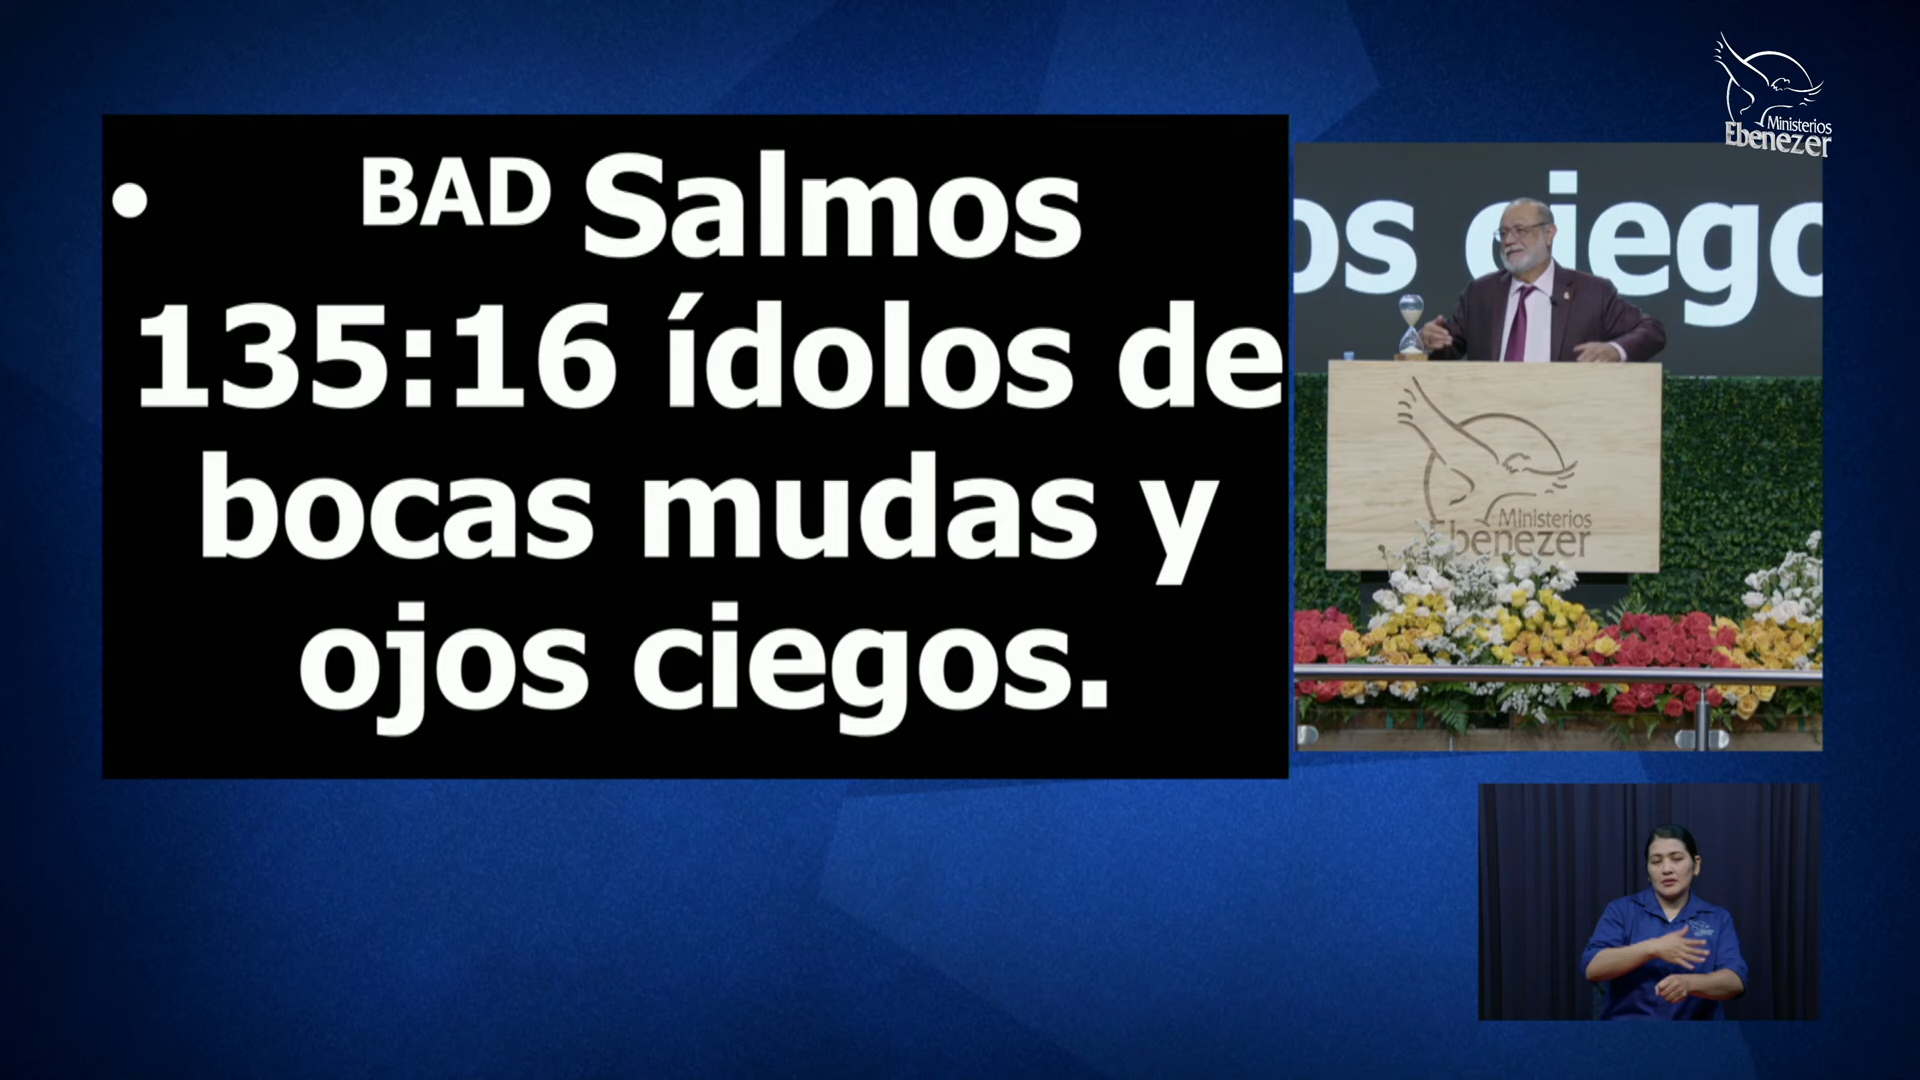 • BAD Salmos
135:16 ídolos de
bocas mudas y
ojos ciegos.
Ministerios
Ebenezer
os ciego
Ministerios
Ebenezer